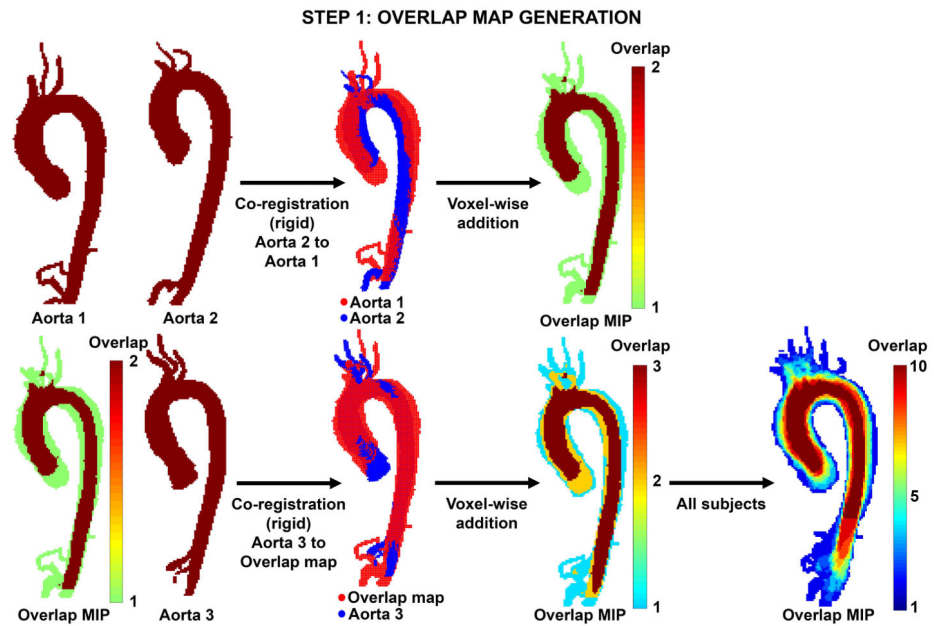 STEP 1: OVERLAP MAP GENERATION
Overlap
2
1
Co-registration
(rigid)
Aorta 2 to
Aorta 1
Voxel-wise
addition
Aorta 1
Aorta 2
Aorta 1
Aorta 2
Overlap MIP
Overlap
2
1
Overlap
3
2
1
Overlap
10
5
1
Co-registration
(rigid)
Aorta 3 to
Overlap map
Voxel-wise
addition
All subjects
Overlap MIP
Aorta 3
Overlap map
Aorta 3
Overlap MIP
Overlap MIP